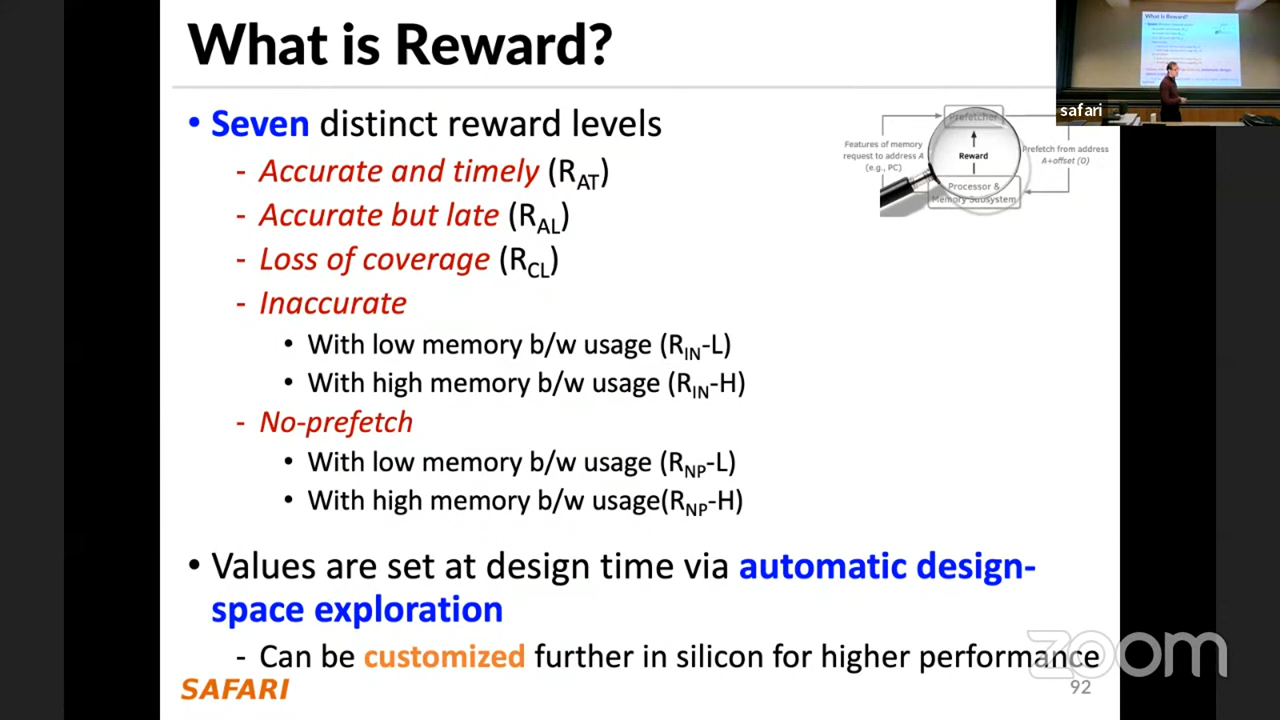 What is Reward?
• Seven distinct reward levels
- Accurate and timely (RAT)
- Accurate but late (RAL)
- Loss of coverage (RCL)
- Inaccurate
• With low memory b/w usage (RIN-L)
• With high memory b/w usage (RIN-H)
- No-prefetch
• With low memory b/w usage (RNP-L)
• With high memory b/w usage(RNP-H)
• Values are set at design time via automatic design-
space exploration
- Can be customized further in silicon for higher performance
SAFARI
92
Prefetcher
Features of memory
request to address A
(e.g., PC)
Reward
Prefetch from address
A+offset (O)
Processor &
Memory Subsystem
What is Reward?
safari
zoom